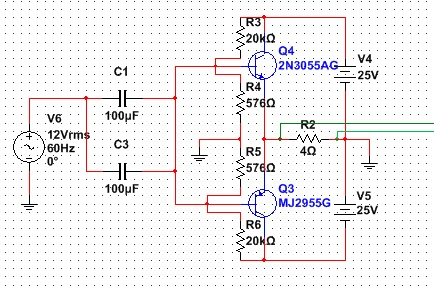 R3
20kΩ
Q4
2N3055AG
V4
25V
C1
100µF
R4
576Ω
V6
12Vrms
60Hz
0°
R2
4Ω
C3
100µF
R5
576Ω
Q3
MJ2955G
V5
25V
R6
20kΩ